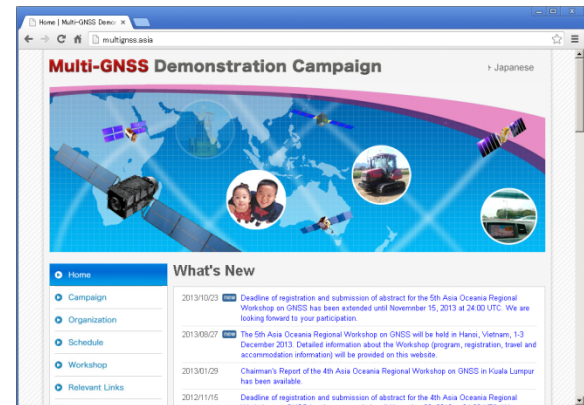 Home | Multi-GNSS Demo
multignss.asia
Multi-GNSS Demonstration Campaign
Japanese
Home
Campaign
Organization
Schedule
Workshop
Relevant Links
What's New
2013/10/23 new Deadline of registration and submission of abstract for the 5th Asia Oceania Regional
Workshop on GNSS has been extended until November 15, 2013 at 24:00 UTC. We are
looking forward to your participation.
2013/08/27 new The 5th Asia Oceania Regional Workshop on GNSS will be held in Hanoi, Vietnam, 1-3
December 2013. Detailed information about the Workshop (program, registration, travel and
accommodation information) will be provided on this website.
2013/01/29 Chairman's Report of the 4th Asia Oceania Regional Workshop on GNSS in Kuala Lumpur
has been available.
2012/11/15 Deadline of registration and submission of abstract for the 4th Asia Oceania Regional